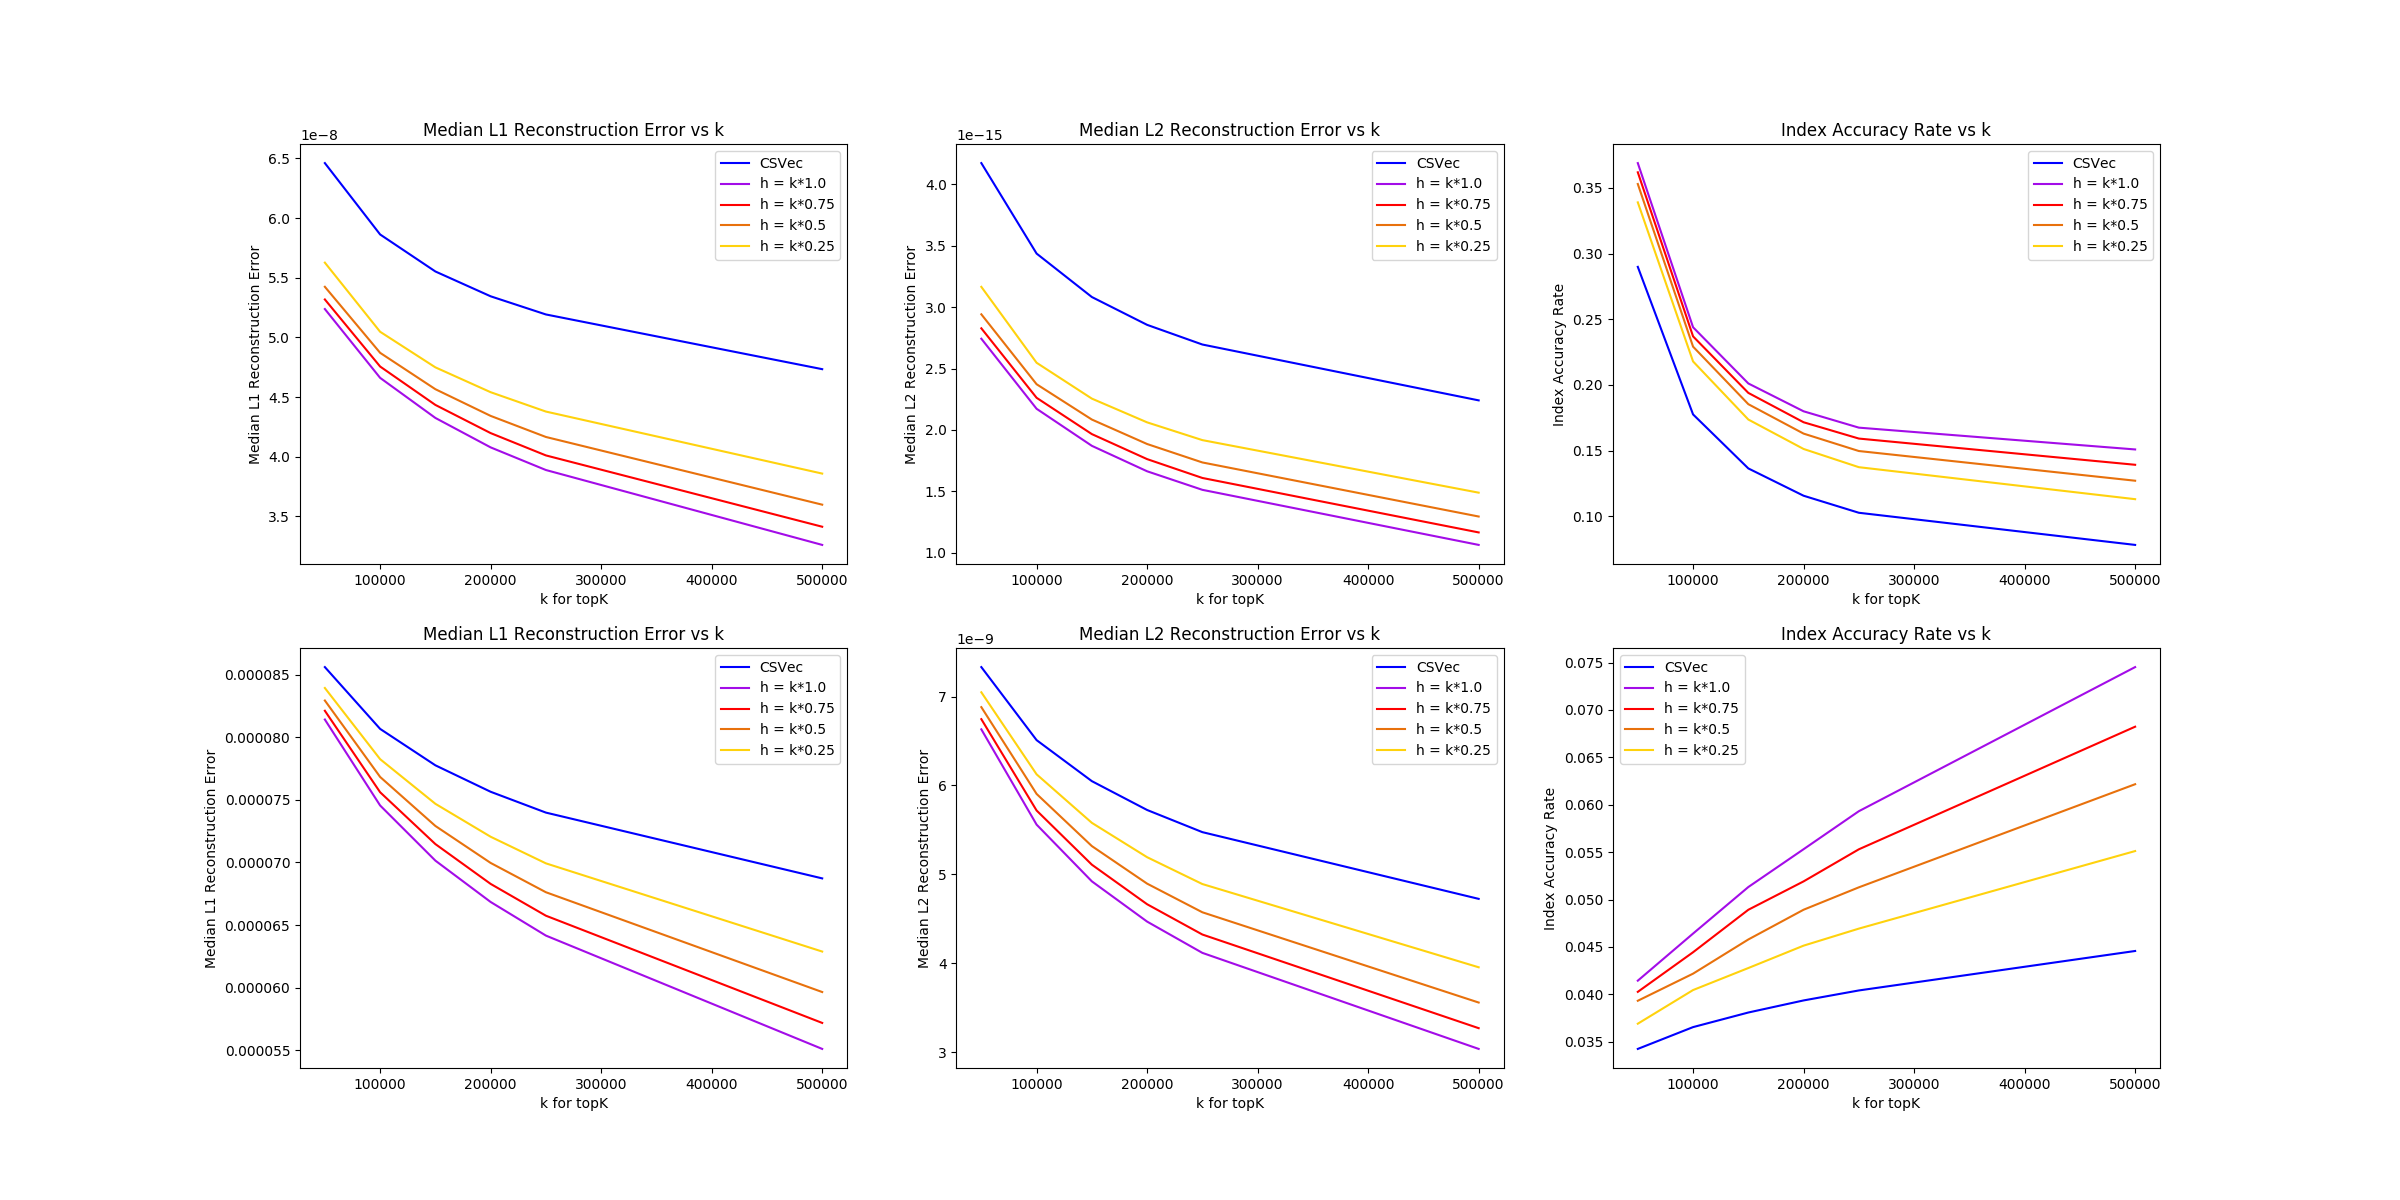 Median L1 Reconstruction Error vs k
1e−8
6.5
6.0
5.5
5.0
4.5
4.0
3.5
Median L1 Reconstruction Error
CSVec
h = k*1.0
h = k*0.75
h = k*0.5
h = k*0.25
100000 200000 300000 400000 500000
k for topK
Median L2 Reconstruction Error vs k
1e−15
4.0
3.5
3.0
2.5
2.0
1.5
1.0
Median L2 Reconstruction Error
CSVec
h = k*1.0
h = k*0.75
h = k*0.5
h = k*0.25
100000 200000 300000 400000 500000
k for topK
Index Accuracy Rate vs k
0.35
0.30
0.25
0.20
0.15
0.10
Index Accuracy Rate
CSVec
h = k*1.0
h = k*0.75
h = k*0.5
h = k*0.25
100000 200000 300000 400000 500000
k for topK
Median L1 Reconstruction Error vs k
0.000085
0.000080
0.000075
0.000070
0.000065
0.000060
0.000055
Median L1 Reconstruction Error
CSVec
h = k*1.0
h = k*0.75
h = k*0.5
h = k*0.25
100000 200000 300000 400000 500000
k for topK
Median L2 Reconstruction Error vs k
1e−9
7
6
5
4
3
Median L2 Reconstruction Error
CSVec
h = k*1.0
h = k*0.75
h = k*0.5
h = k*0.25
100000 200000 300000 400000 500000
k for topK
Index Accuracy Rate vs k
0.075
0.070
0.065
0.060
0.055
0.050
0.045
0.040
0.035
Index Accuracy Rate
CSVec
h = k*1.0
h = k*0.75
h = k*0.5
h = k*0.25
100000 200000 300000 400000 500000
k for topK